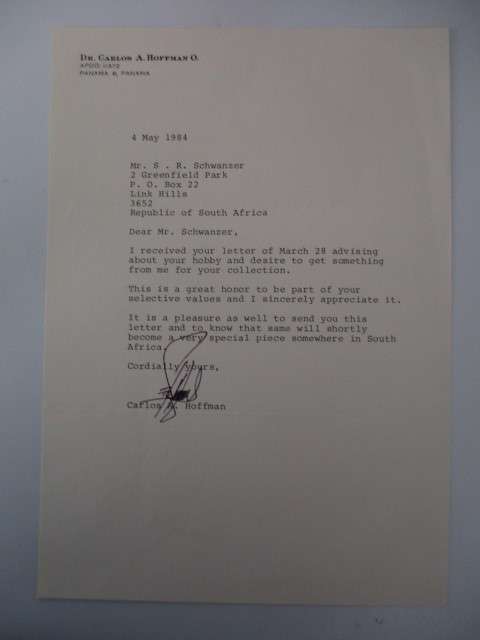 DR. CARLOS A. HOFFMAN O.
PANAMA 6, PANAMA
4 May 1984
Mr. S . R. Schwanzer
2 Greenfield Park
P. O. Box 22
Link Hills
3652
Republic of South Africa
Dear Mr. Schwanzer,
I received your letter of March 28 advising
about your hobby and desire to get something
from me for your collection.
This is a great honor to be part of your
selective values and I sincerely appreciate it.
It is a pleasure as well to send you this
letter and to know that same will shortly
become a very special piece somewhere in South
Africa.
Cordially yours,
Carlos A. Hoffman